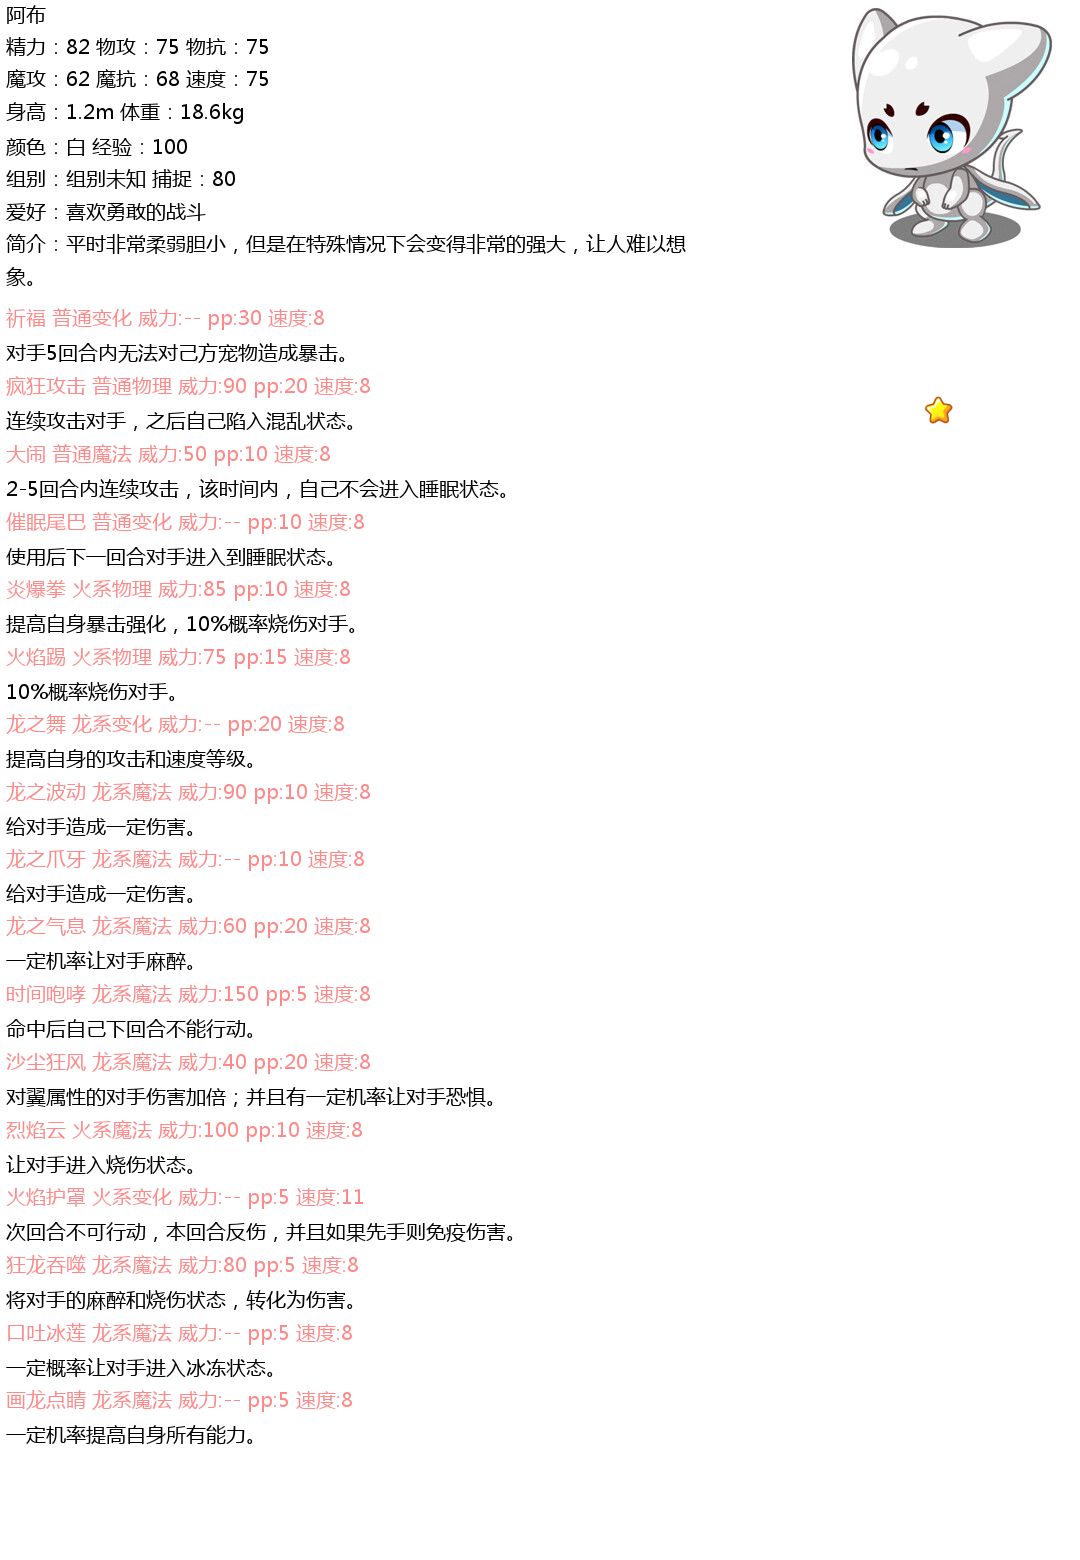 阿布
精力：82 物攻：75 物抗：75
魔攻：62 魔抗：68 速度：75
身高：1.2m 体重：18.6kg
颜色：白 经验：100
组别：组别未知 捕捉：80
爱好：喜欢勇敢的战斗
简介：平时非常柔弱胆小，但是在特殊情况下会变得非常的强大，让人难以想
象。
祈福 普通变化 威力:-- pp:30 速度:8
对手5回合内无法对己方宠物造成暴击。
疯狂攻击 普通物理 威力:90 pp:20 速度:8
连续攻击对手，之后自己陷入混乱状态。
大闹 普通魔法 威力:50 pp:10 速度:8
2-5回合内连续攻击，该时间内，自己不会进入睡眠状态。
催眠尾巴 普通变化 威力:-- pp:10 速度:8
使用后下一回合对手进入到睡眠状态。
炎爆拳 火系物理 威力:85 pp:10 速度:8
提高自身暴击强化，10%概率烧伤对手。
火焰踢 火系物理 威力:75 pp:15 速度:8
10%概率烧伤对手。
龙之舞 龙系变化 威力:-- pp:20 速度:8
提高自身的攻击和速度等级。
龙之波动 龙系魔法 威力:90 pp:10 速度:8
给对手造成一定伤害。
龙之爪牙 龙系魔法 威力:-- pp:10 速度:8
给对手造成一定伤害。
龙之气息 龙系魔法 威力:60 pp:20 速度:8
一定机率让对手麻醉。
时间咆哮 龙系魔法 威力:150 pp:5 速度:8
命中后自己下回合不能行动。
沙尘狂风 龙系魔法 威力:40 pp:20 速度:8
对翼属性的对手伤害加倍；并且有一定机率让对手恐惧。
烈焰云 火系魔法 威力:100 pp:10 速度:8
让对手进入烧伤状态。
火焰护罩 火系变化 威力:-- pp:5 速度:11
次回合不可行动，本回合反伤，并且如果先手则免疫伤害。
狂龙吞噬 龙系魔法 威力:80 pp:5 速度:8
将对手的麻醉和烧伤状态，转化为伤害。
口吐冰莲 龙系魔法 威力:-- pp:5 速度:8
一定概率让对手进入冰冻状态。
画龙点睛 龙系魔法 威力:-- pp:5 速度:8
一定机率提高自身所有能力。